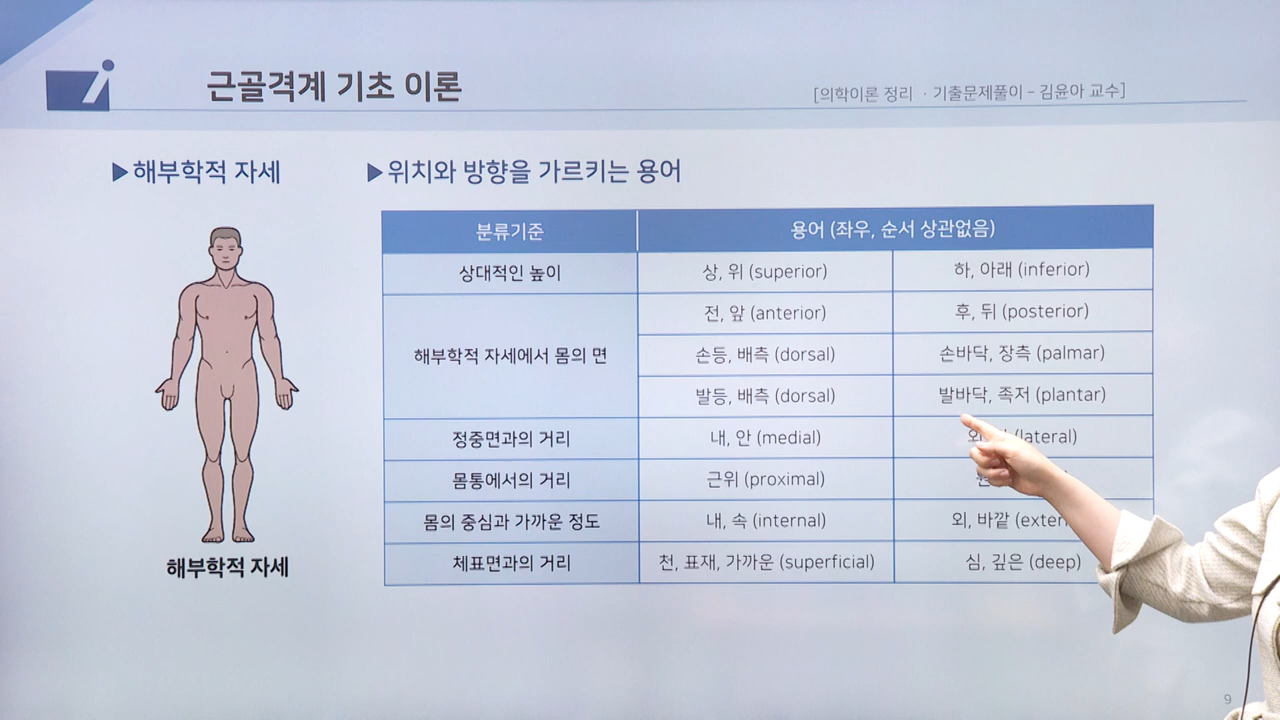 근골격계 기초 이론
[의학이론 정리 · 기출문제풀이 - 김윤아 교수]
▶해부학적 자세
▶위치와 방향을 가르키는 용어
분류기준 용어 (좌우, 순서 상관없음)
상대적인 높이 상, 위 (superior) 하, 아래 (inferior)
전, 앞 (anterior) 후, 뒤 (posterior)
해부학적 자세에서 몸의 면 손등, 배측 (dorsal) 손바닥, 장측 (palmar)
발등, 배측 (dorsal) 발바닥, 족저 (plantar)
정중면과의 거리 내, 안 (medial) (lateral)
몸통에서의 거리 근위 (proximal)
몸의 중심과 가까운 정도 내, 속 (internal) 외, 바깥
체표면과의 거리 천, 표재, 가까운 (superficial) 심, 깊은 (deep)
해부학적 자세
9